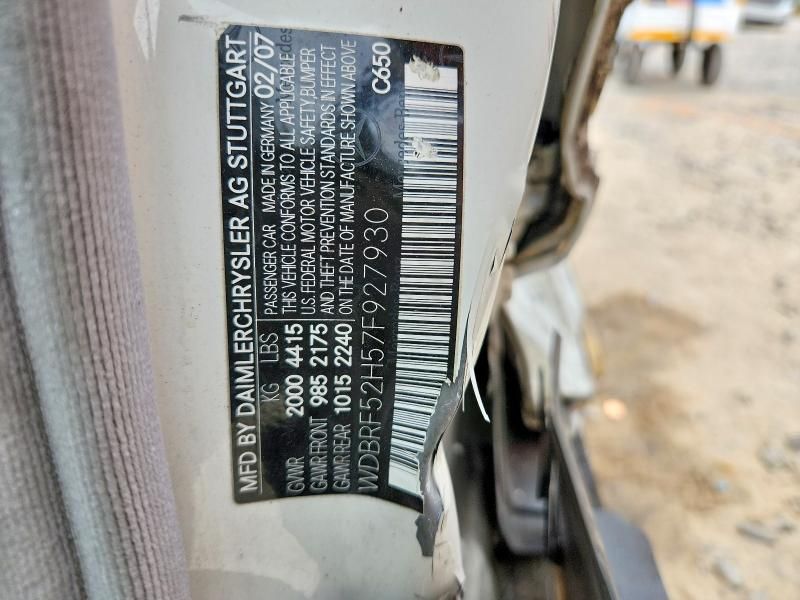 MFD BY DAIMLERCHRYSLER AG STUTTGART
KG LBS PASSENGER CAR MADE IN GERMANY 02/07
GVWR 2000 4415 THIS VEHICLE CONFORMS TO ALL APPLICABLE
GAWR FRONT 985 2175 U.S. FEDERAL MOTOR VEHICLE SAFETY BUMPER
GAWR REAR 1015 2240 AND THEFT PREVENTION STANDARDS IN EFFECT
ON THE DATE OF MANUFACTURE SHOWN ABOVE
WDBRF52H57F927930 C650